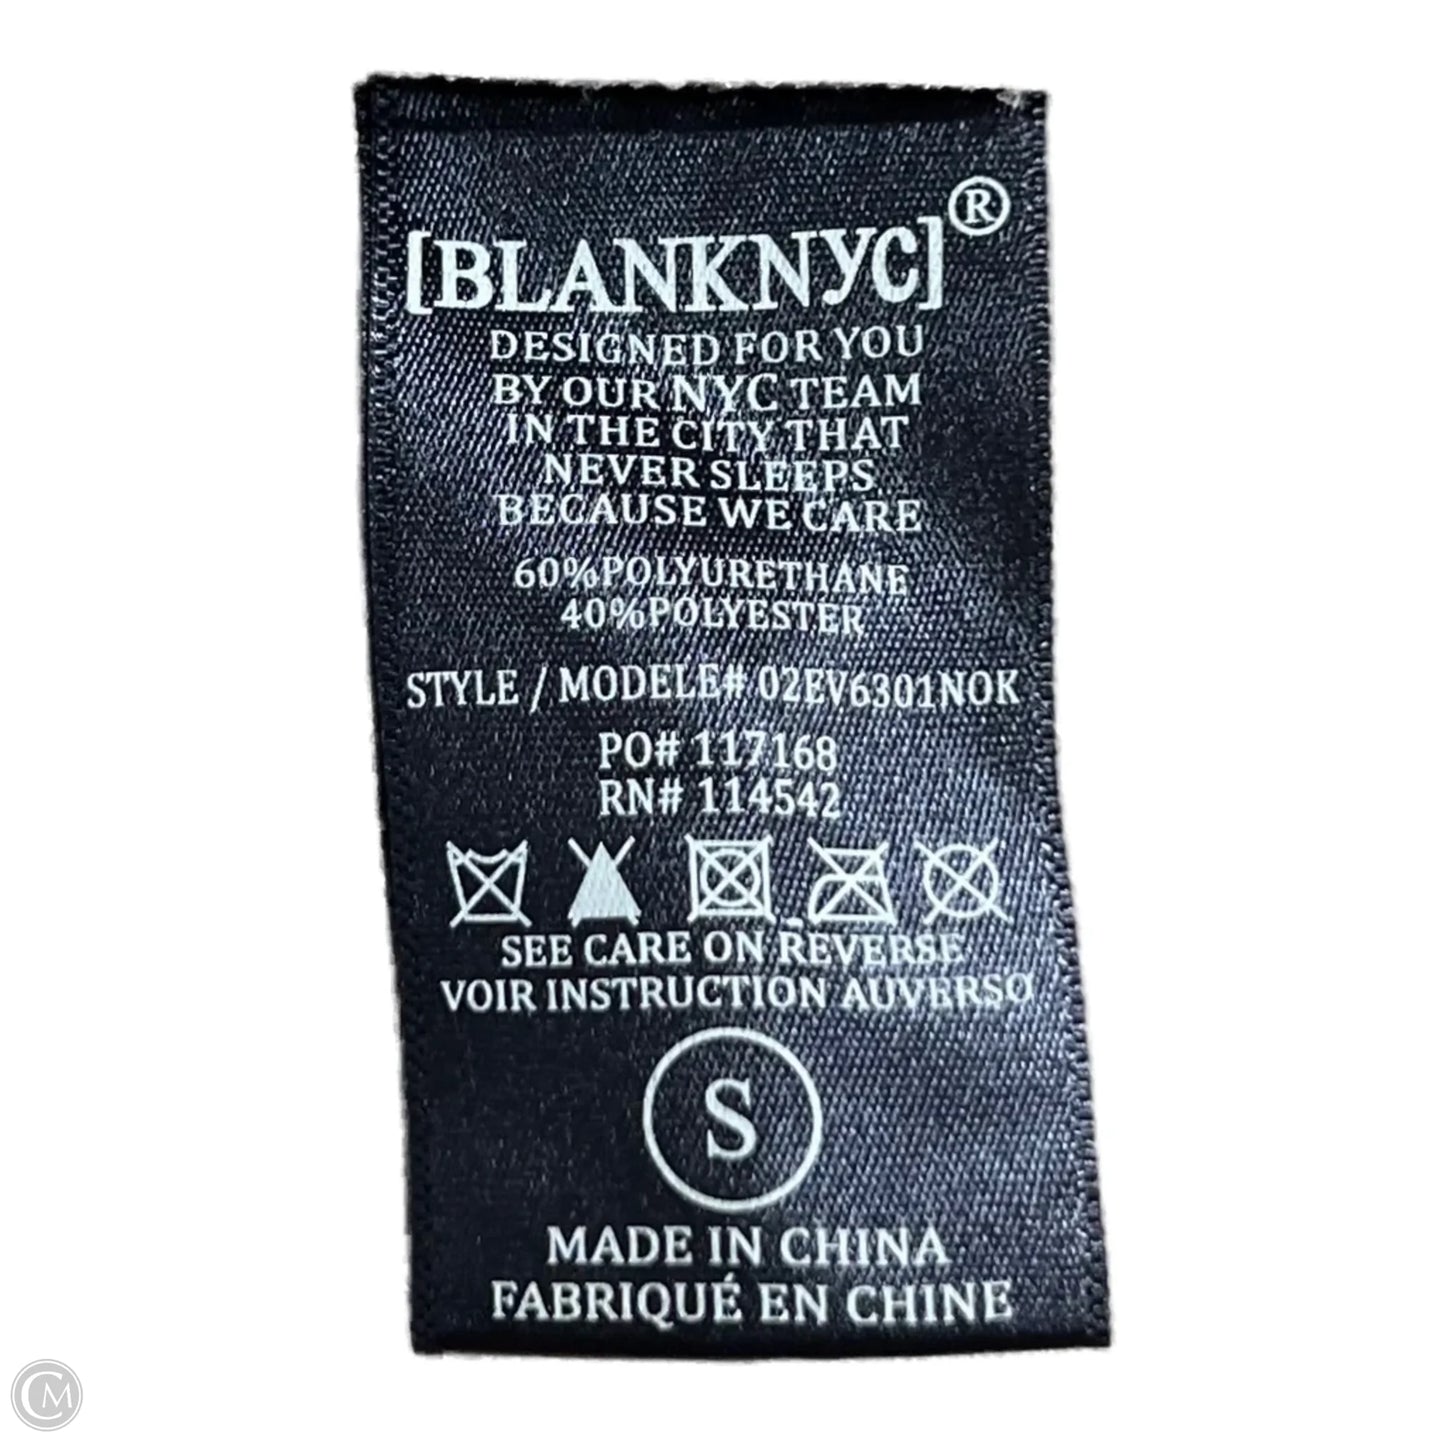 [BLANKNYC]®
DESIGNED FOR YOU
BY OUR NYC TEAM
IN THE CITY THAT
NEVER SLEEPS
BECAUSE WE CARE
60%POLYURETHANE
40%POLYESTER
STYLE / MODELE# 02EV6301NOK
PO# 117168
RN# 114542
SEE CARE ON REVERSE
VOIR INSTRUCTION AUVERSO
S
MADE IN CHINA
FABRIQUÉ EN CHINE
CM